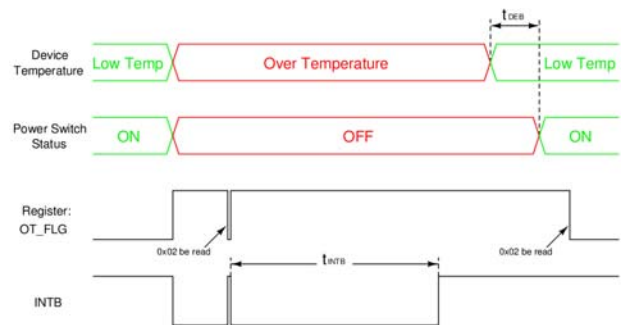 tDEB
Device
Temperature
Low Temp
Over Temperature
Low Temp
Power Switch
Status
ON
OFF
ON
Register:
OT_FLG
0x02 be read
0x02 be read
tINTB
INTB